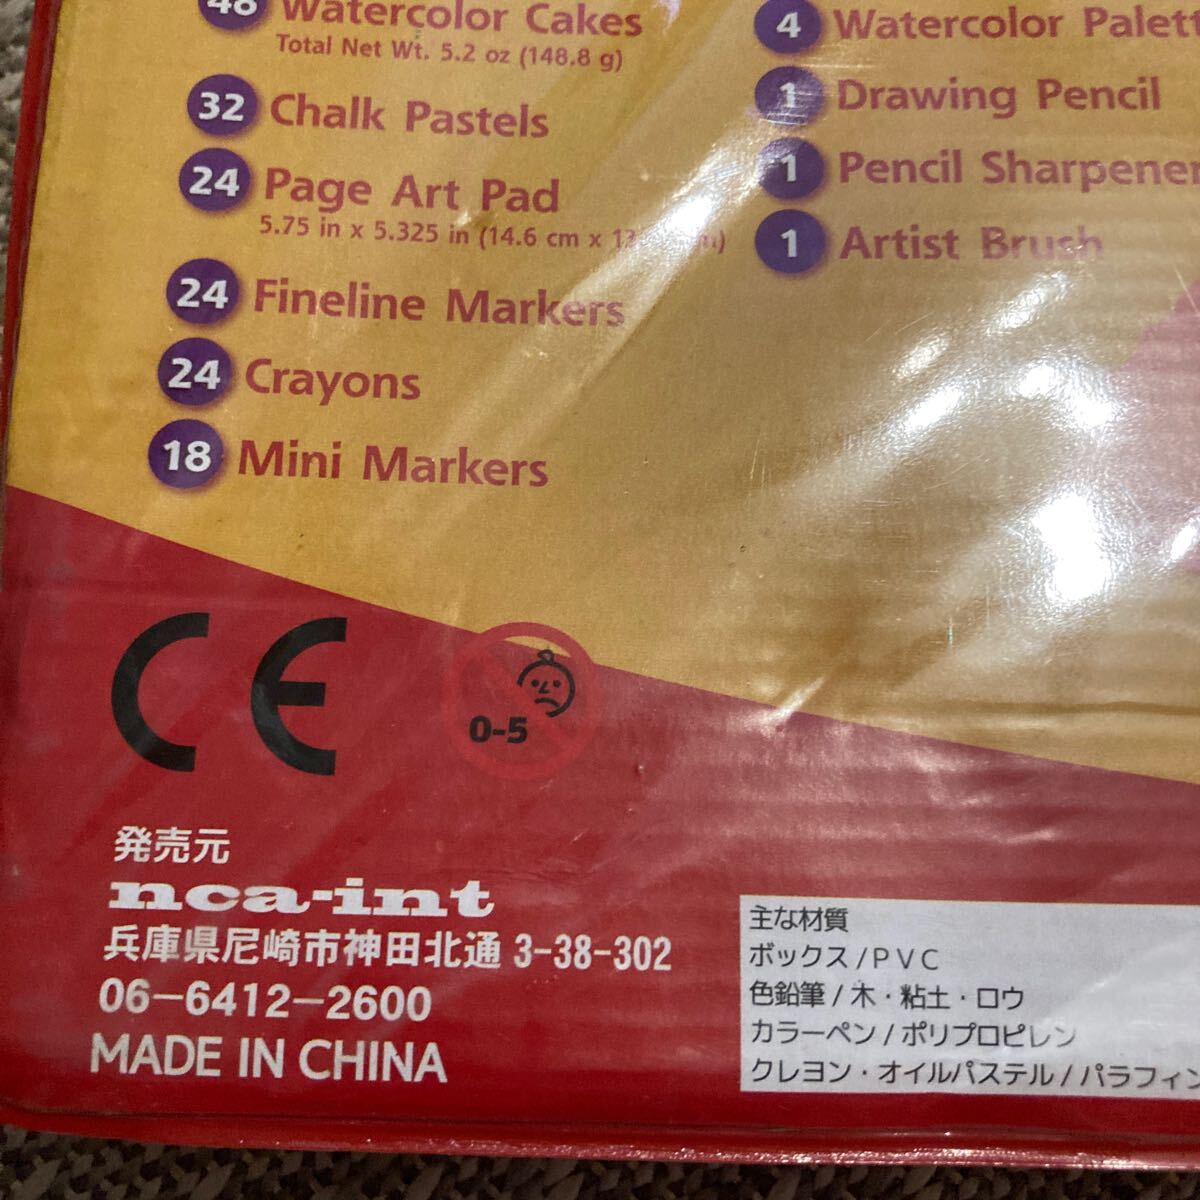 48 Watercolor Cakes
Total Net Wt. 5.2 oz (148.8 g)
32 Chalk Pastels
24 Page Art Pad
5.75 in x 5.325 in (14.6 cm x
24 Fineline Markers
24 Crayons
18 Mini Markers
4 Watercolor Palett
1 Drawing Pencil
1 Pencil Sharpener
1 Artist Brush
CE
0-5
発売元
nca-int
兵庫県尼崎市神田北通 3-38-302
06-6412-2600
MADE IN CHINA
主な材質
ボックス/PVC
色鉛筆/木・粘土・ロウ
カラーペン/ポリプロピレン
クレヨン・オイルパステル/パラフィン